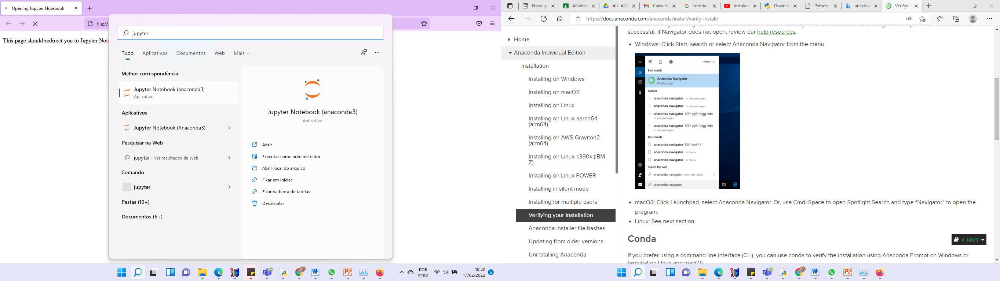 Opening Jupyter Notebook
file:///
This page should redirect you to Jupyter Not
jupyter
Tudo
Aplicativos
Documentos
Web
Mais
Melhor correspondência
Jupyter Notebook (anaconda3)
Aplicativo
Aplicativos
Jupyter Notebook (Anaconda3)
Pesquisar na Web
jupyter - Ver resultados da Web
Comando
jupyter
Pastas (10+)
Documentos (5+)
Jupyter Notebook (anaconda3)
Aplicativo
Abrir
Executar como administrador
Abrir local do arquivo
Fixar em Iniciar
Fixar na barra de tarefas
Desinstalar
POR
PTB2
18:30
17/02/2022
6
Nova gu
Atividad
AULA01
Caixa de
tutorial
Instalan
Downlo
Python
anacond
Verifying
https://docs.anaconda.com/anaconda/install/verify-install/
Home
Anaconda Individual Edition
Installation
Installing on Windows
Installing on macOS
Installing on Linux
Installing on Linux-aarch64
(arm64)
Installing on AWS Graviton2
(arm64)
Installing on Linux-s390x (IBM
Z)
Installing on Linux POWER
Installing in silent mode
Installing for multiple users
Verifying your installation
Anaconda installer file hashes
Updating from older versions
Uninstalling Anaconda
successful. If Navigator does not open, review our help resources.
Windows: Click Start, search or select Anaconda Navigator from the menu.
Filters
Best match
Anaconda Navigator
Desktop app
Folders
anaconda_navigator - in site-packages
anaconda_navigator - in site-packages
anaconda_navigator-1.9.7-py3.7.egg-info
in site-packages
anaconda_navigator-1.9.7-py3.7.egg-info
in site-packages
Documents
anaconda-navigator-1.9.7-py37_0
anaconda-navigator - in Menu
anaconda-navigator - in Menu
Search the web
anaconda navigator - See web results
anaconda navigator
macOS: Click Launchpad, select Anaconda Navigator. Or, use Cmd+Space to open Spotlight Search and type “Navigator” to open the
program.
Linux: See next section.
Conda
v: latest
If you prefer using a command line interface (CLI), you can use conda to verify the installation using Anaconda Prompt on Windows or
terminal on Linux and macOS.